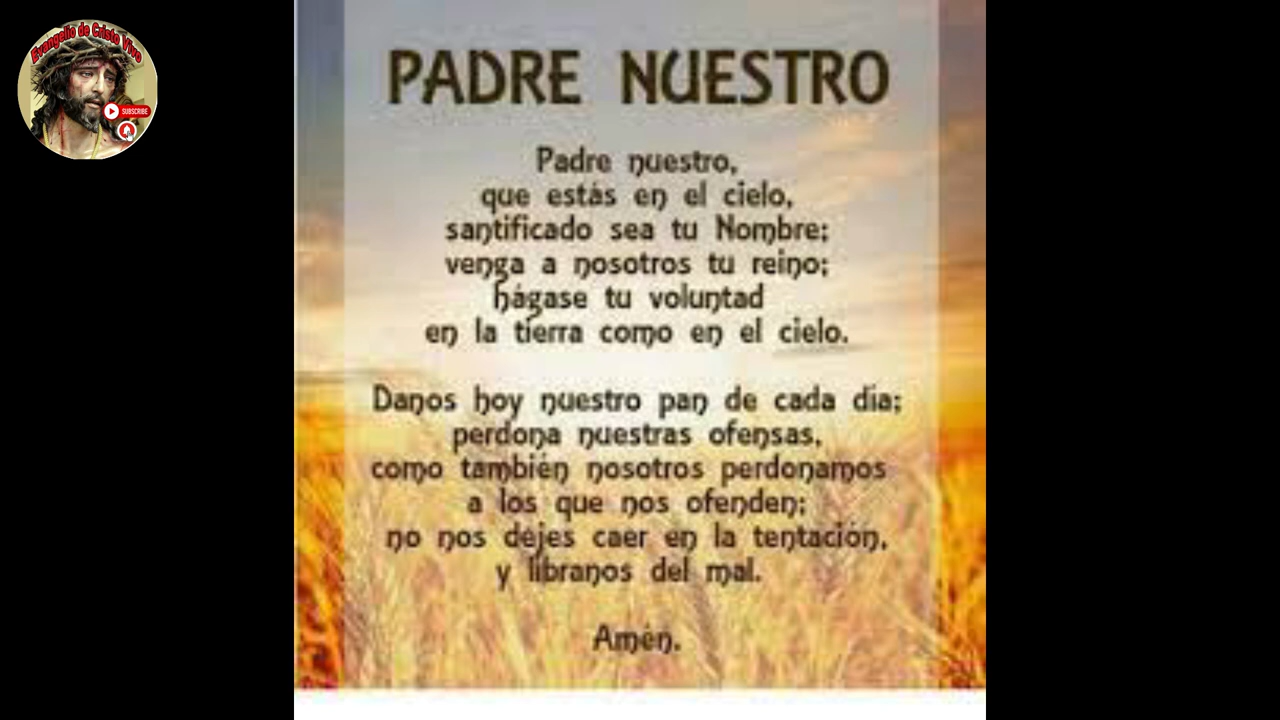 Evangelio de Cristo Vivo
SUBSCRIBE
PADRE NUESTRO
Padre nuestro,
que estás en el cielo,
santificado sea tu Nombre;
venga a nosotros tu reino;
hágase tu voluntad
en la tierra como en el cielo.
Danos hoy nuestro pan de cada día;
perdona nuestras ofensas,
como también nosotros perdonamos
a los que nos ofenden;
no nos dejes caer en la tentación,
y líbranos del mal.
Amén.